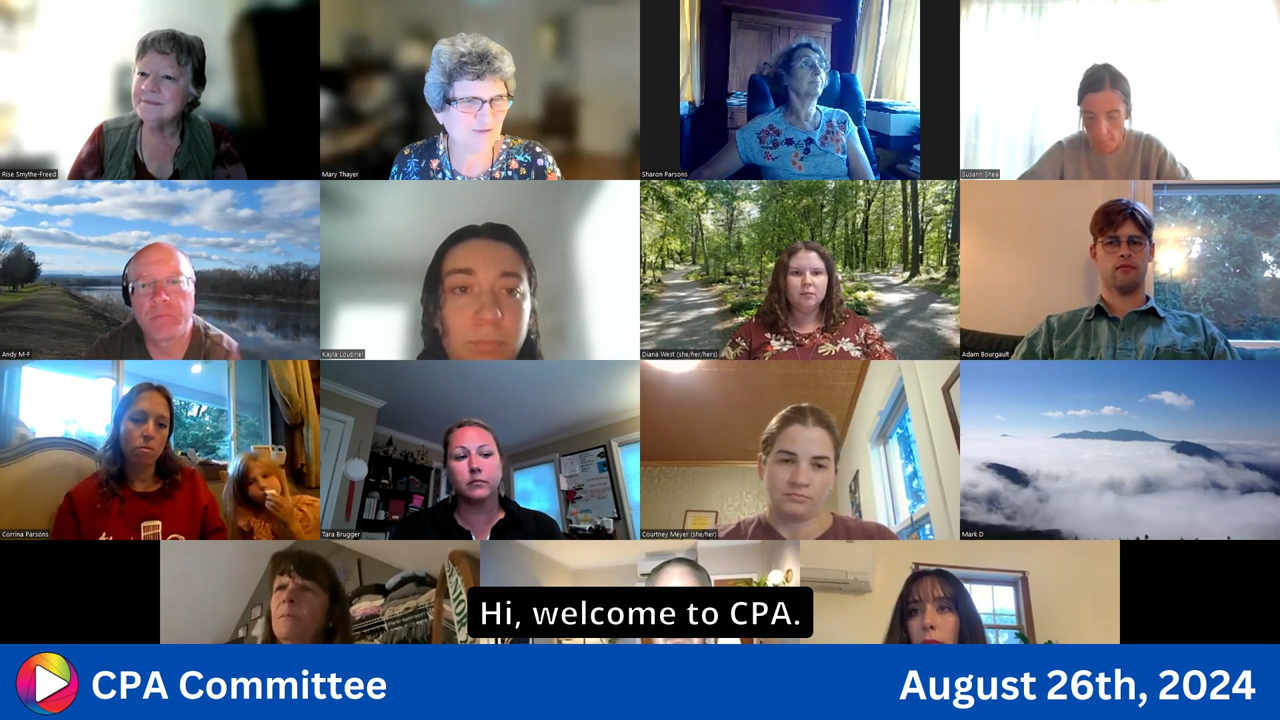 Rise Smythe-Freed
Mary Thayer
Sharon Parsons
Susann Shea
Andy M-F
Kayla Loubriel
Diana West (she/her/hers)
Adam Bourgault
Corrina Parsons
Tara Brugger
Courtney Meyer (she/her)
Mark D
Hi, welcome to CPA.
CPA Committee
August 26th, 2024